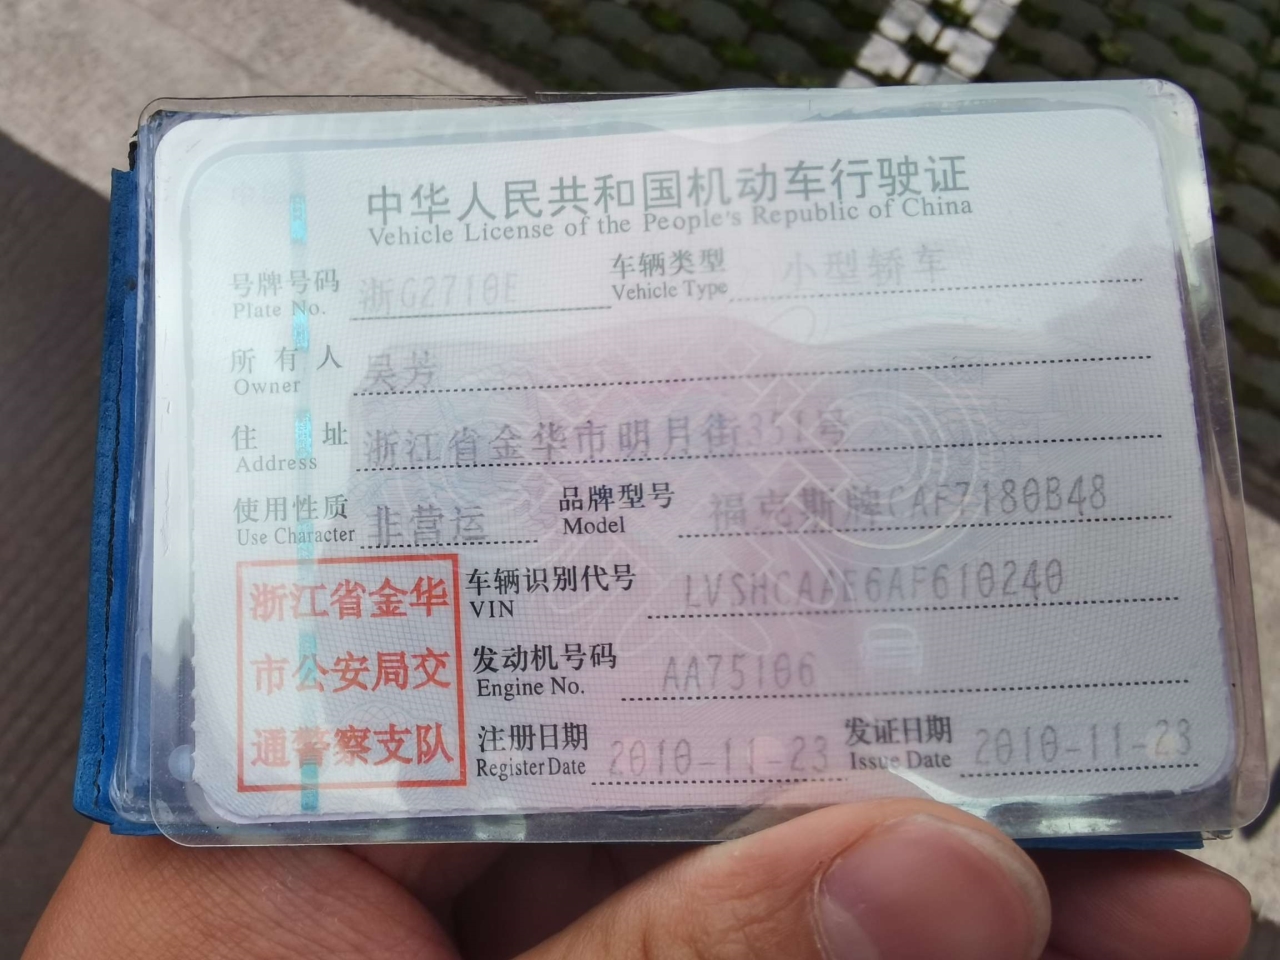 中华人民共和国机动车行驶证
Vehicle License of the People's Republic of China
号牌号码 浙G2710E 车辆类型 小型轿车
Plate No. Vehicle Type
所有人 吴芳
Owner
住址 浙江省金华市明月街351号
Address
使用性质 非营运 品牌型号 福克斯牌CAF7180B48
Use Character Model
浙江省金华
市公安局交
通警察支队
车辆识别代号 LVSHCAAE6AF610240
VIN
发动机号码 AA75106
Engine No.
注册日期 2010-11-23 发证日期 2010-11-23
Register Date Issue Date